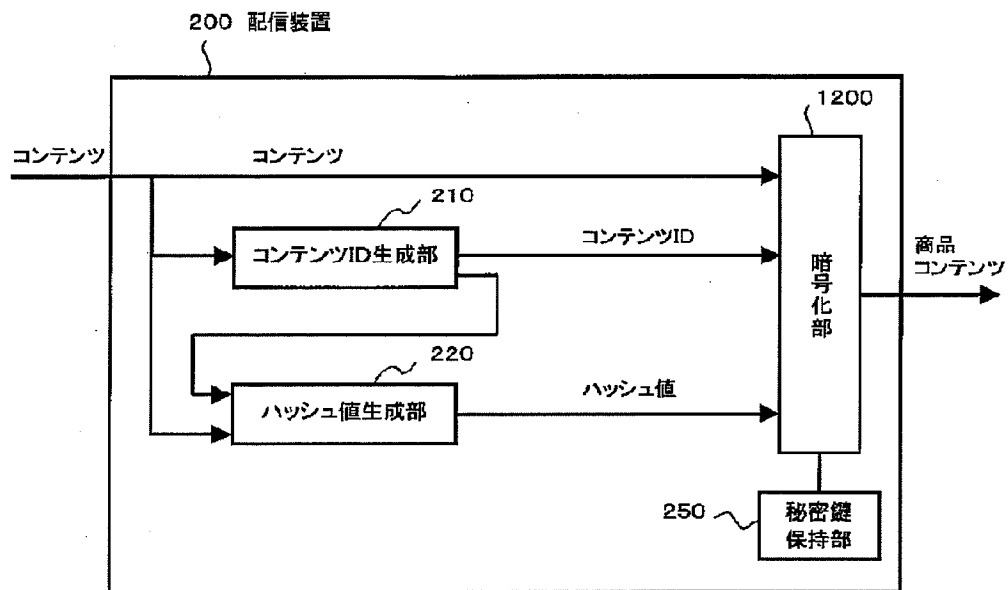 200 配信装置
1200
コンテンツ
コンテンツ
210
コンテンツID生成部
コンテンツID
商品
コンテンツ
暗号化部
220
ハッシュ値生成部
ハッシュ値
250
秘密鍵
保持部